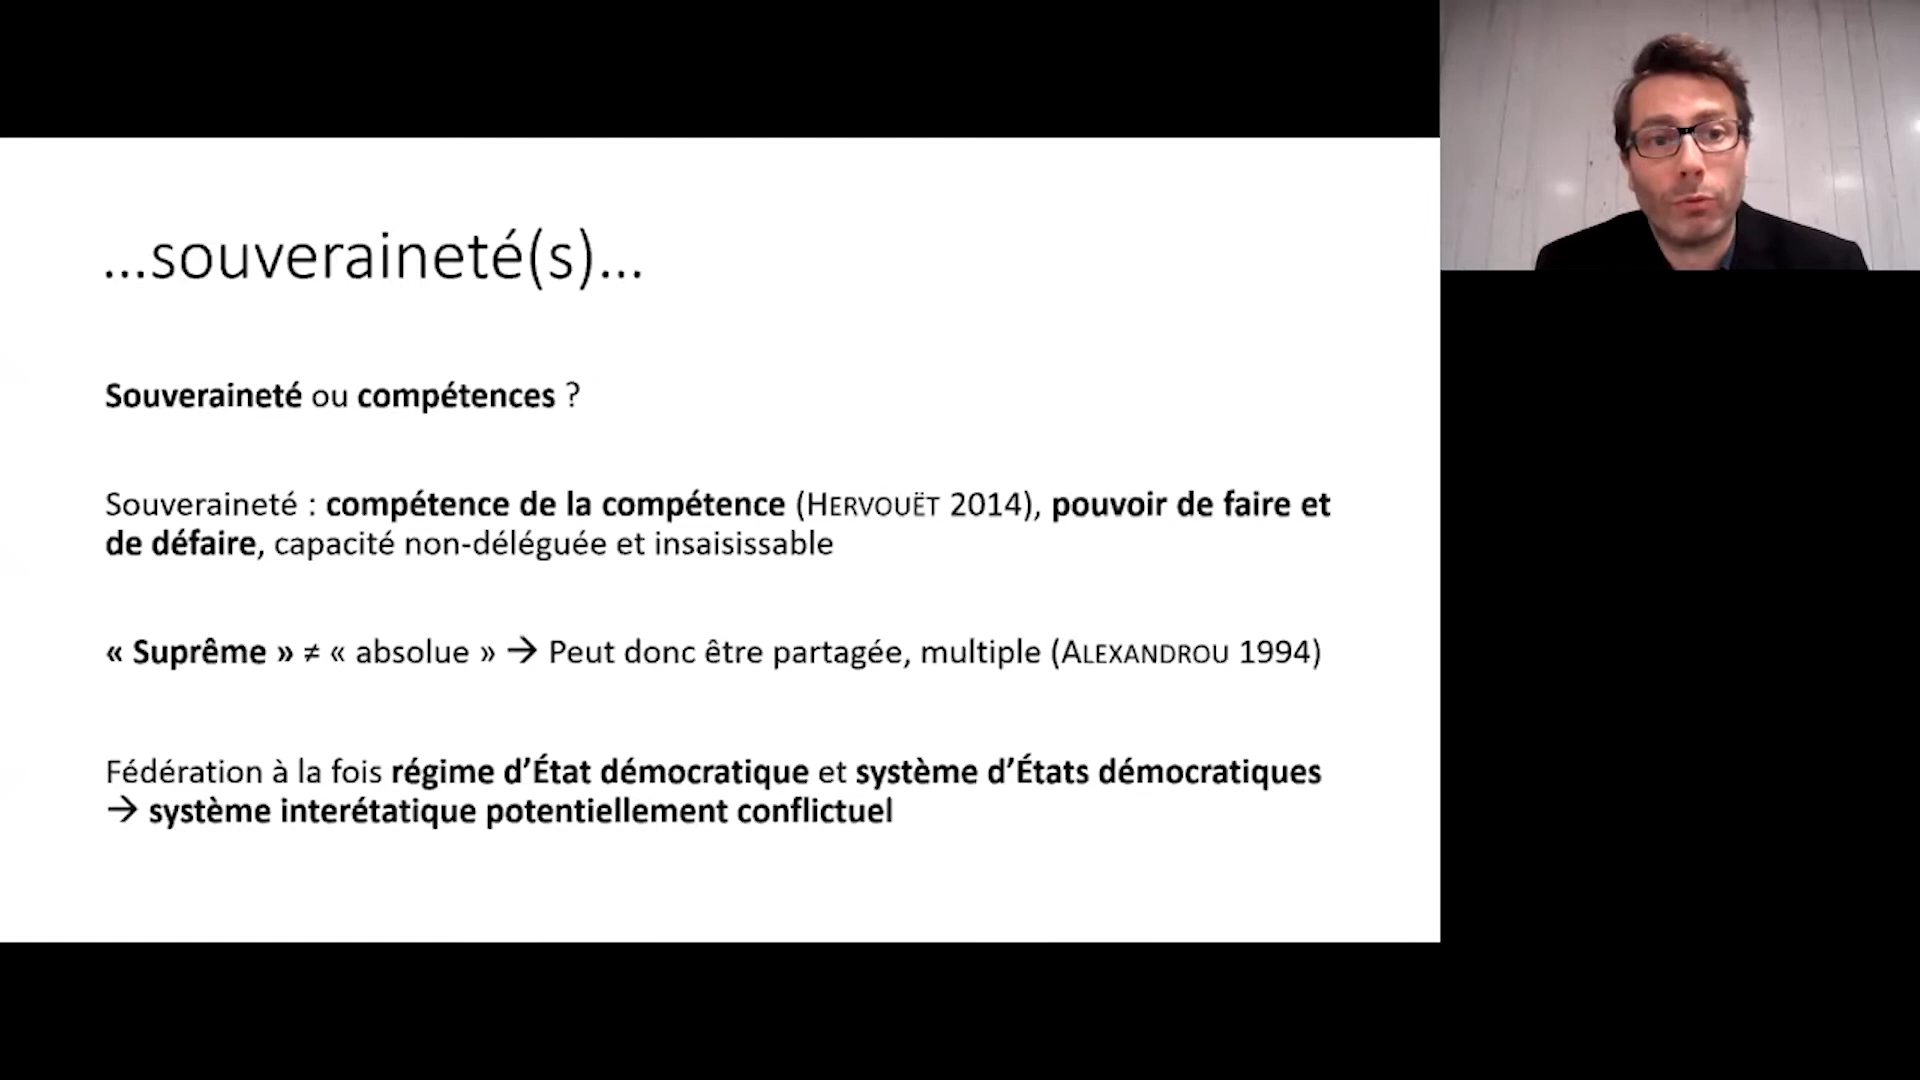 ...souveraineté(s)...
Souveraineté ou compétences ?
Souveraineté : compétence de la compétence (HERVOUËT 2014), pouvoir de faire et
de défaire, capacité non-déléguée et insaisissable
« Suprême » ≠ « absolue » → Peut donc être partagée, multiple (ALEXANDROU 1994)
Fédération à la fois régime d’État démocratique et système d’États démocratiques
→ système interétatique potentiellement conflictuel